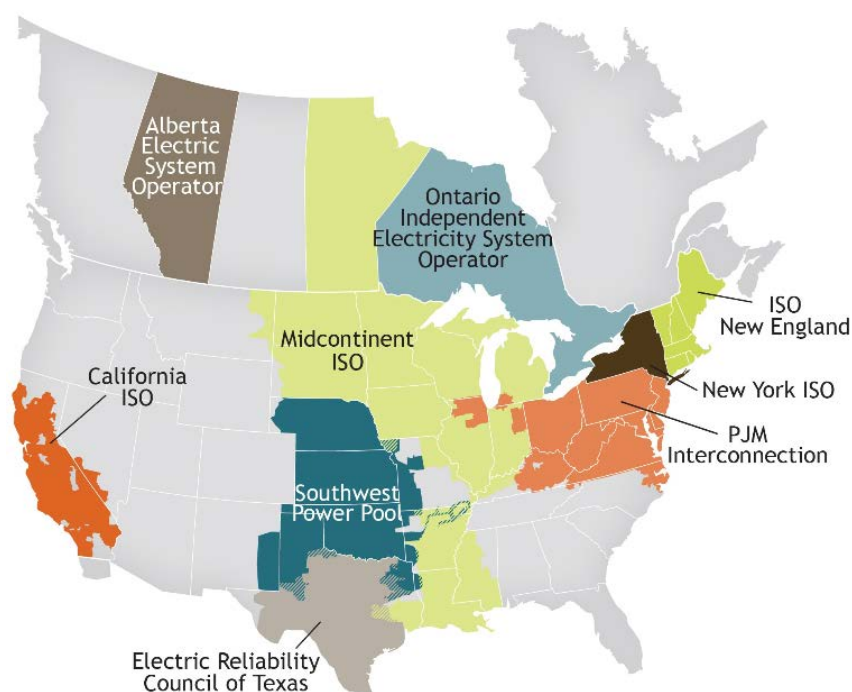 Alberta
Electric
System
Operator
Ontario
Independent
Electricity System
Operator
ISO
New England
Midcontinent
ISO
California
ISO
New York ISO
PJM
Interconnection
Southwest
Power Pool
Electric Reliability
Council of Texas